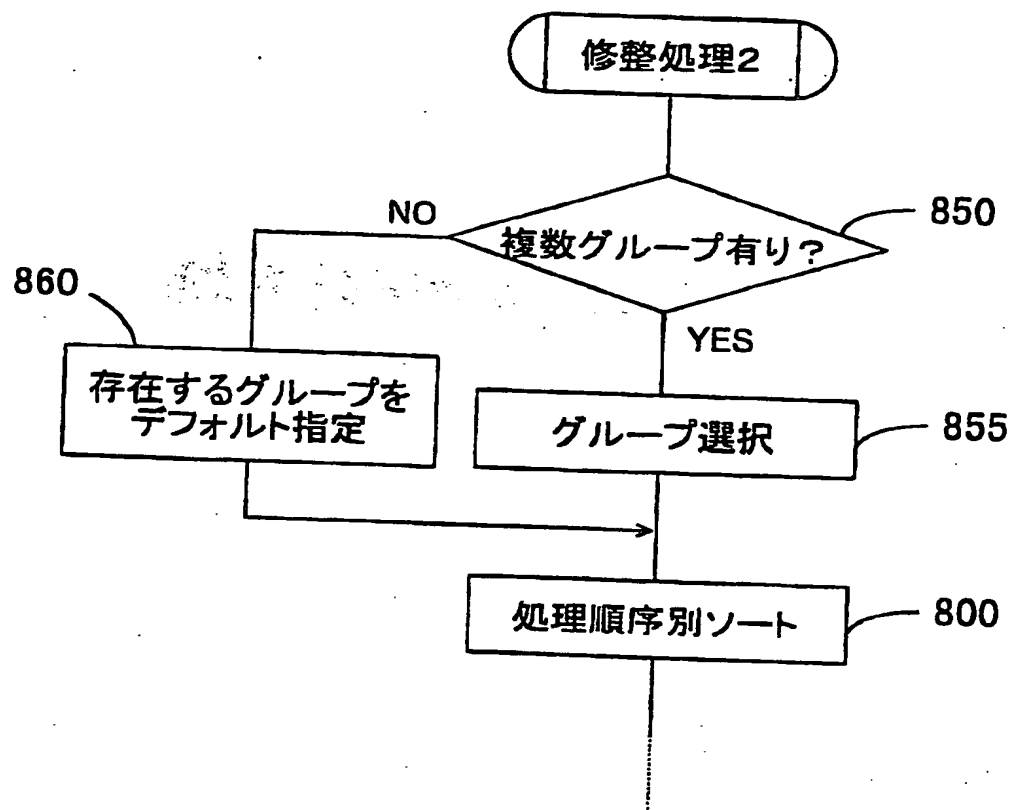 修整処理2
850
NO
複数グループ有り？
860
YES
存在するグループを
デフォルト指定
グループ選択
855
処理順序別ソート
800